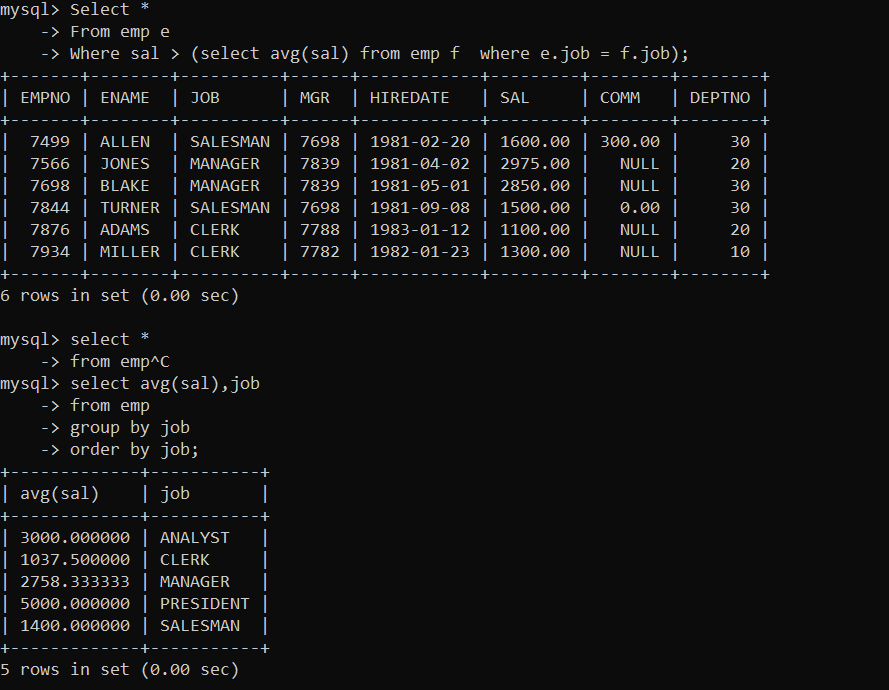 mysql> Select *
    -> From emp e
    -> Where sal > (select avg(sal) from emp f  where e.job = f.job);
+-------+--------+----------+------+------------+---------+--------+--------+
| EMPNO | ENAME  | JOB      | MGR  | HIREDATE   | SAL     | COMM   | DEPTNO |
+-------+--------+----------+------+------------+---------+--------+--------+
|  7499 | ALLEN  | SALESMAN | 7698 | 1981-02-20 | 1600.00 | 300.00 |     30 |
|  7566 | JONES  | MANAGER  | 7839 | 1981-04-02 | 2975.00 |   NULL |     20 |
|  7698 | BLAKE  | MANAGER  | 7839 | 1981-05-01 | 2850.00 |   NULL |     30 |
|  7844 | TURNER | SALESMAN | 7698 | 1981-09-08 | 1500.00 |   0.00 |     30 |
|  7876 | ADAMS  | CLERK    | 7788 | 1983-01-12 | 1100.00 |   NULL |     20 |
|  7934 | MILLER | CLERK    | 7782 | 1982-01-23 | 1300.00 |   NULL |     10 |
+-------+--------+----------+------+------------+---------+--------+--------+
6 rows in set (0.00 sec)

mysql> select *
    -> from emp^C
mysql> select avg(sal),job
    -> from emp
    -> group by job
    -> order by job;
+-------------+-----------+
| avg(sal)    | job       |
+-------------+-----------+
| 3000.000000 | ANALYST   |
| 1037.500000 | CLERK     |
| 2758.333333 | MANAGER   |
| 5000.000000 | PRESIDENT |
| 1400.000000 | SALESMAN  |
+-------------+-----------+
5 rows in set (0.00 sec)